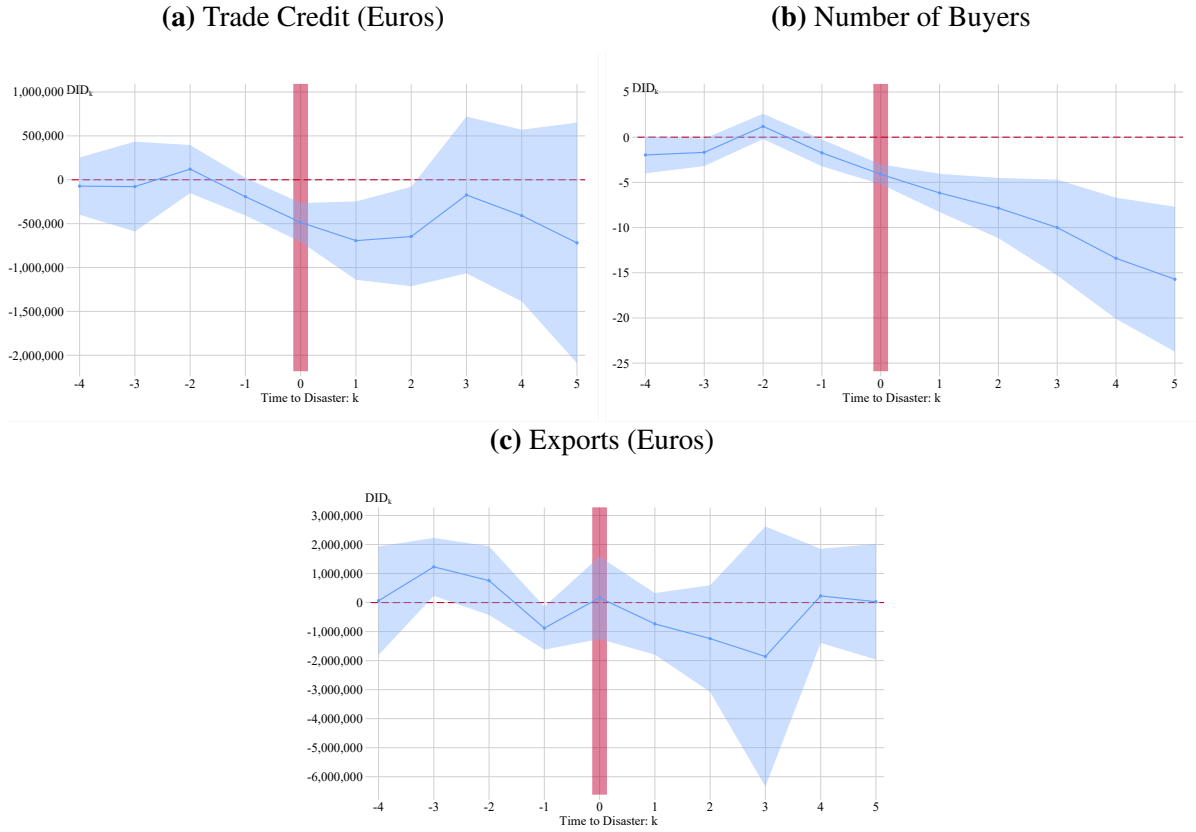 (a) Trade Credit (Euros)
(b) Number of Buyers
DIDₖ
1,000,000
500,000
0
-500,000
-1,000,000
-1,500,000
-2,000,000
-4 -3 -2 -1 0 1 2 3 4 5
Time to Disaster: k
DIDₖ
5
0
-5
-10
-15
-20
-25
-4 -3 -2 -1 0 1 2 3 4 5
Time to Disaster: k
(c) Exports (Euros)
DIDₖ
3,000,000
2,000,000
1,000,000
0
-1,000,000
-2,000,000
-3,000,000
-4,000,000
-5,000,000
-6,000,000
-4 -3 -2 -1 0 1 2 3 4 5
Time to Disaster: k